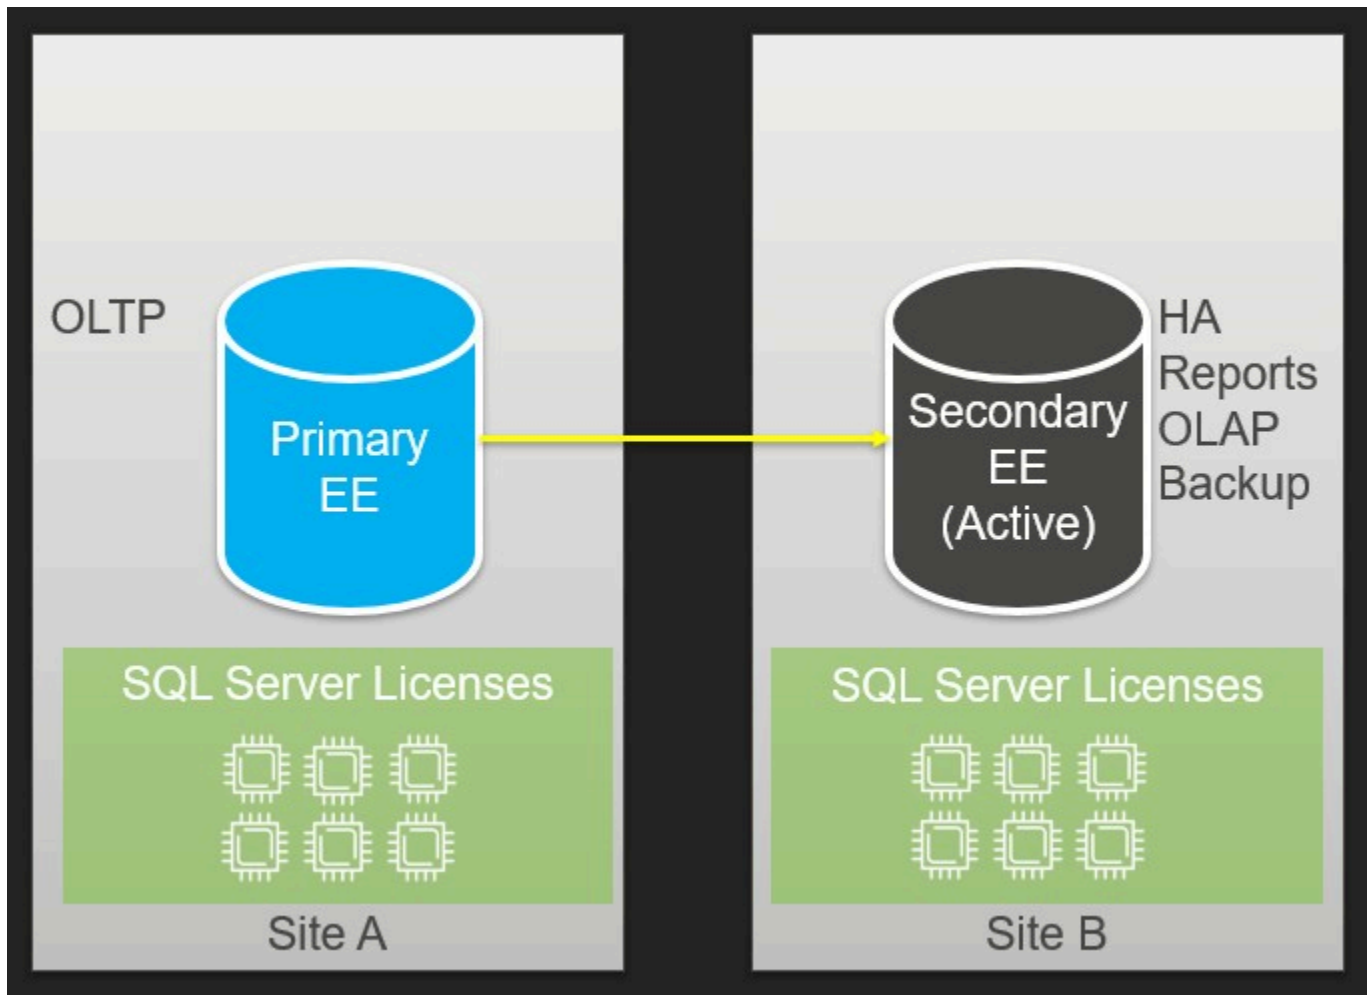 OLTP
Primary
EE
SQL Server Licenses
Site A
Secondary
EE
(Active)
HA
Reports
OLAP
Backup
SQL Server Licenses
Site B